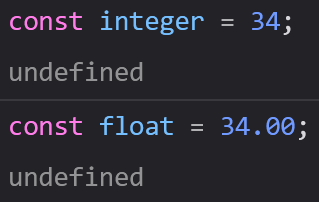 const integer = 34;
undefined
const float = 34.00;
undefined